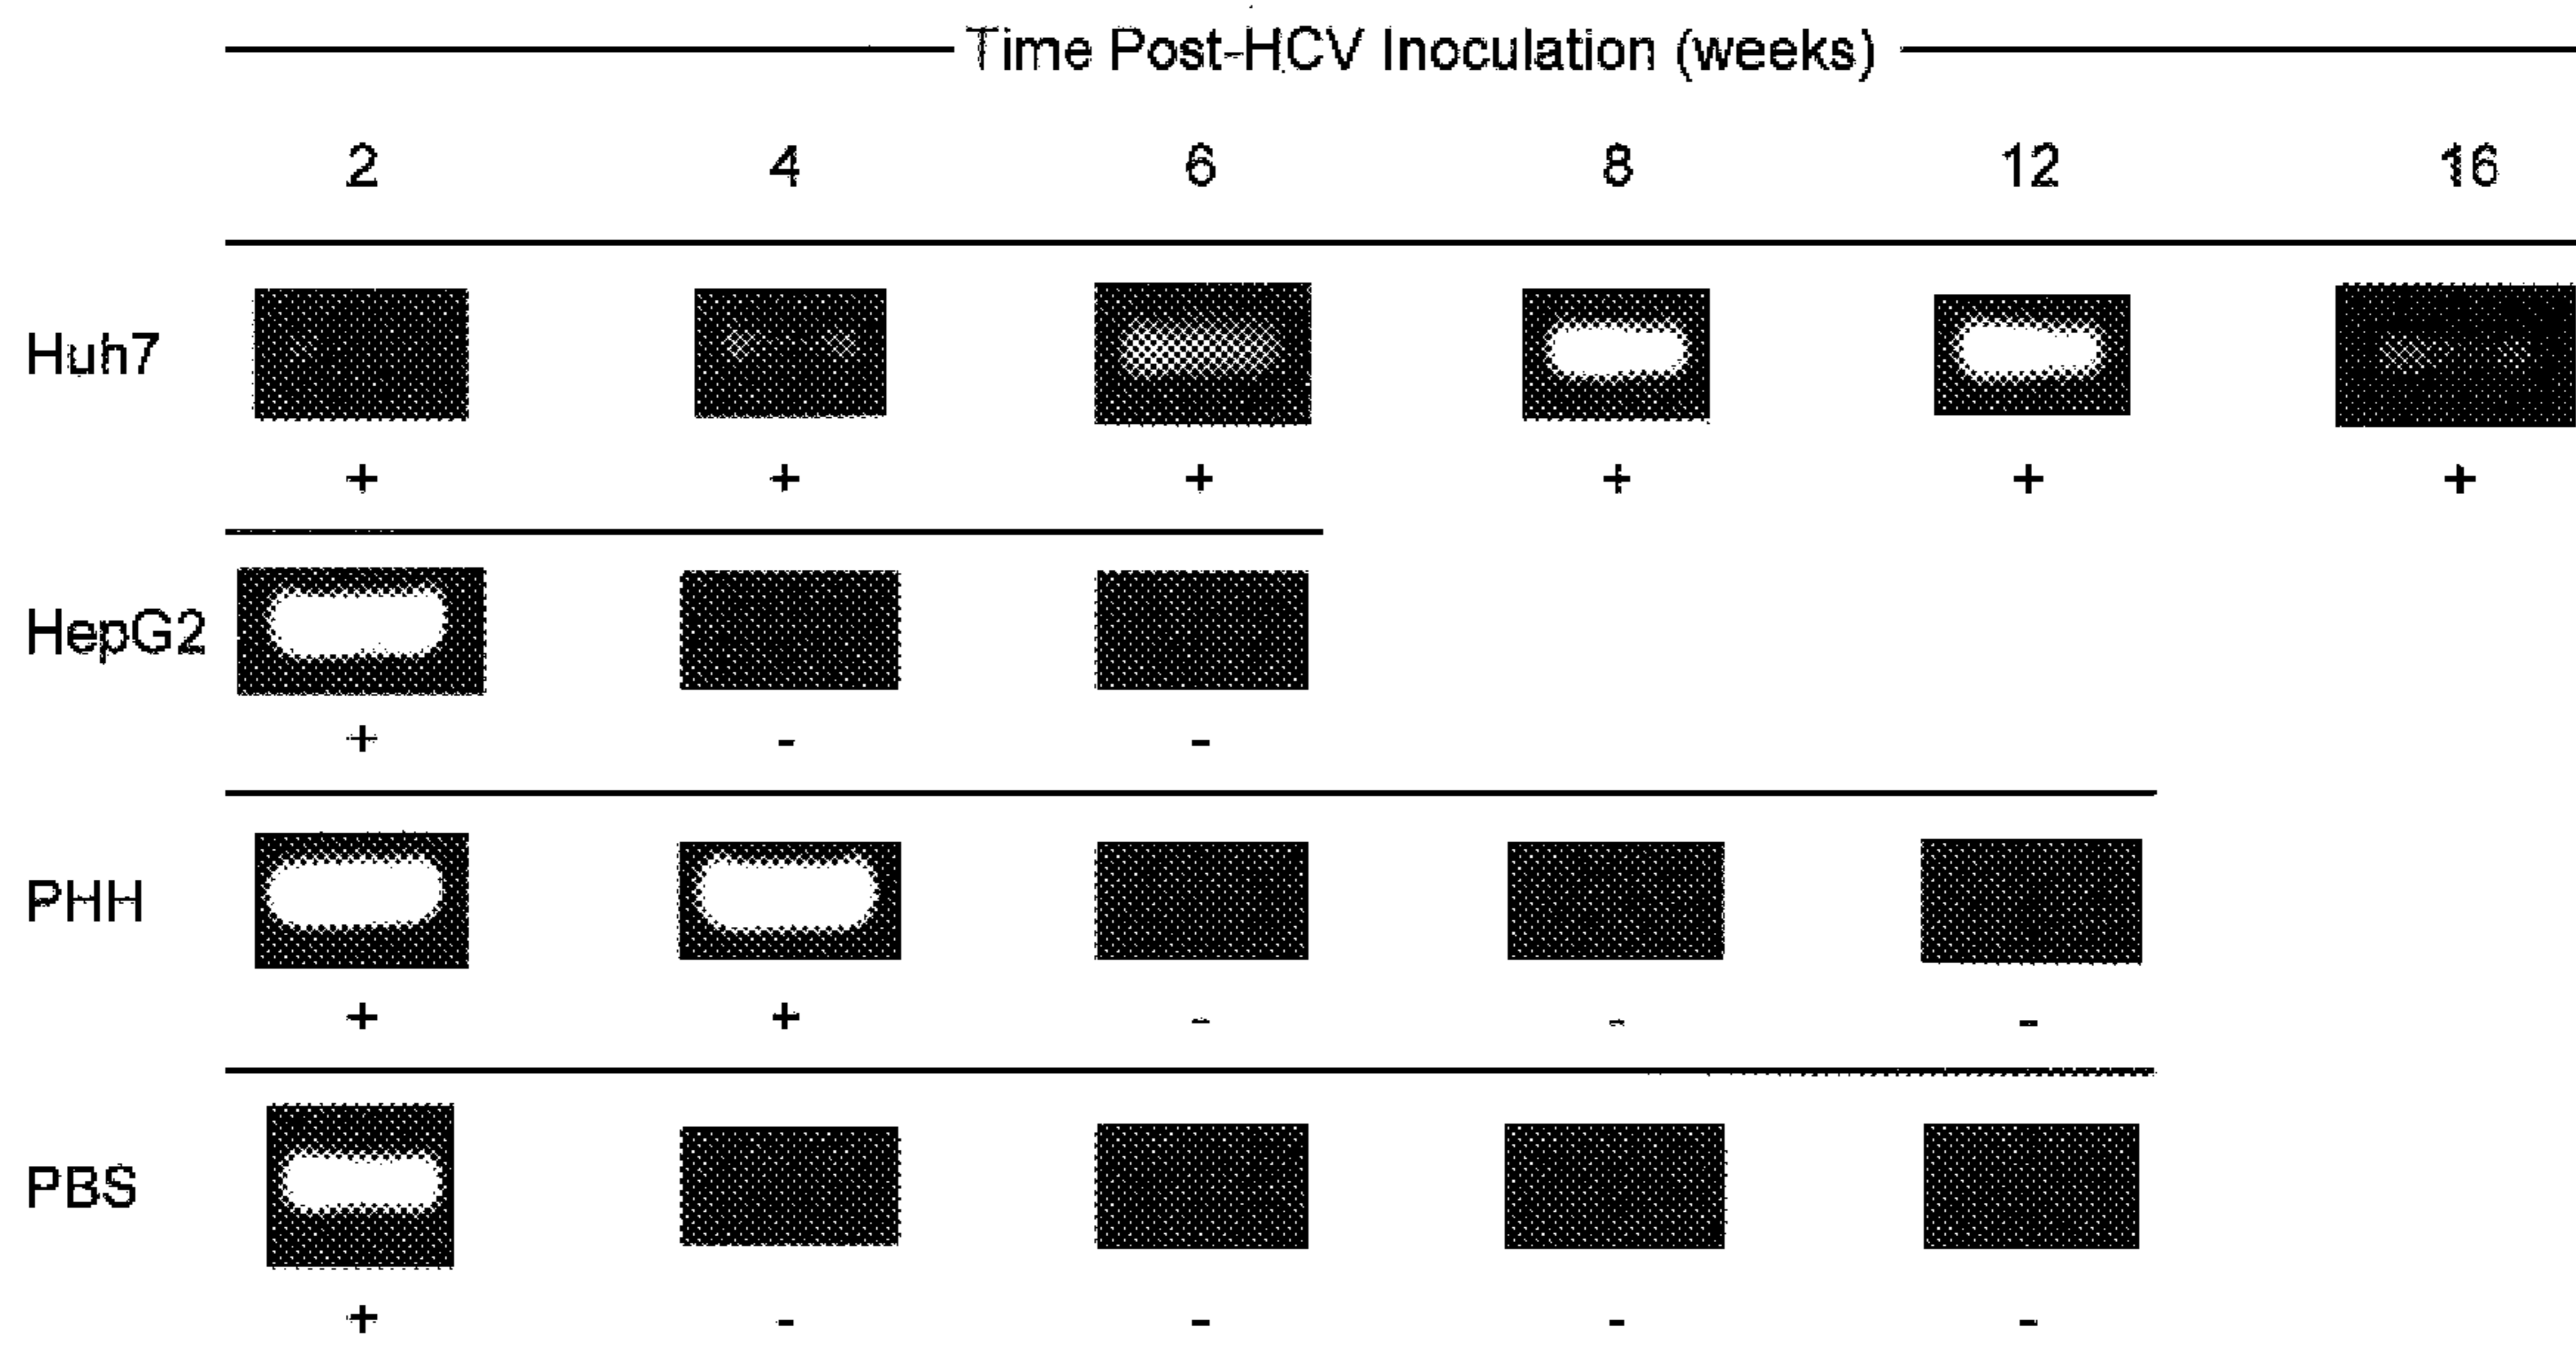 Time Post-HCV Inoculation (weeks)
2 4 6 8 12 16
Huh7
+ + + + + +
HepG2
+ - -
PHH
+ + - - -
PBS
+ - - - -